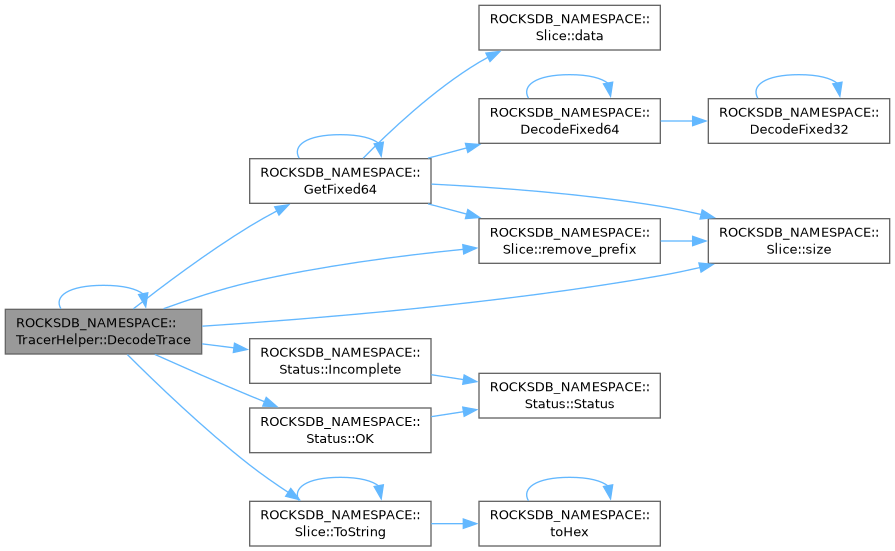 ROCKSDB_NAMESPACE::
Slice::data
ROCKSDB_NAMESPACE::
DecodeFixed64
ROCKSDB_NAMESPACE::
DecodeFixed32
ROCKSDB_NAMESPACE::
GetFixed64
ROCKSDB_NAMESPACE::
Slice::remove_prefix
ROCKSDB_NAMESPACE::
Slice::size
ROCKSDB_NAMESPACE::
TracerHelper::DecodeTrace
ROCKSDB_NAMESPACE::
Status::Incomplete
ROCKSDB_NAMESPACE::
Status::Status
ROCKSDB_NAMESPACE::
Status::OK
ROCKSDB_NAMESPACE::
Slice::ToString
ROCKSDB_NAMESPACE::
toHex